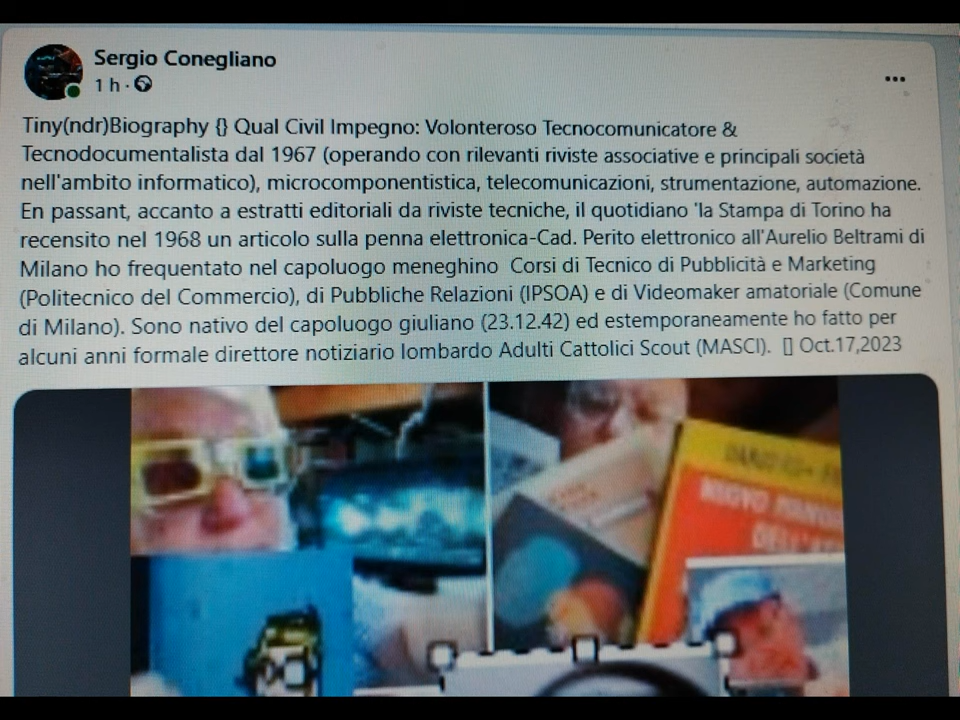 Sergio Conegliano
1 h ·
Tiny(ndr)Biography {} Qual Civil Impegno: Volonteroso Tecnocomunicatore &
Tecnodocumentalista dal 1967 (operando con rilevanti riviste associative e principali società
nell'ambito informatico), microcomponentistica, telecomunicazioni, strumentazione, automazione.
En passant, accanto a estratti editoriali da riviste tecniche, il quotidiano 'la Stampa di Torino ha
recensito nel 1968 un articolo sulla penna elettronica-Cad. Perito elettronico all'Aurelio Beltrami di
Milano ho frequentato nel capoluogo meneghino Corsi di Tecnico di Pubblicità e Marketing
(Politecnico del Commercio), di Pubbliche Relazioni (IPSOA) e di Videomaker amatoriale (Comune
di Milano). Sono nativo del capoluogo giuliano (23.12.42) ed estemporaneamente ho fatto per
alcuni anni formale direttore notiziario lombardo Adulti Cattolici Scout (MASCI). [] Oct.17,2023
NUOVO